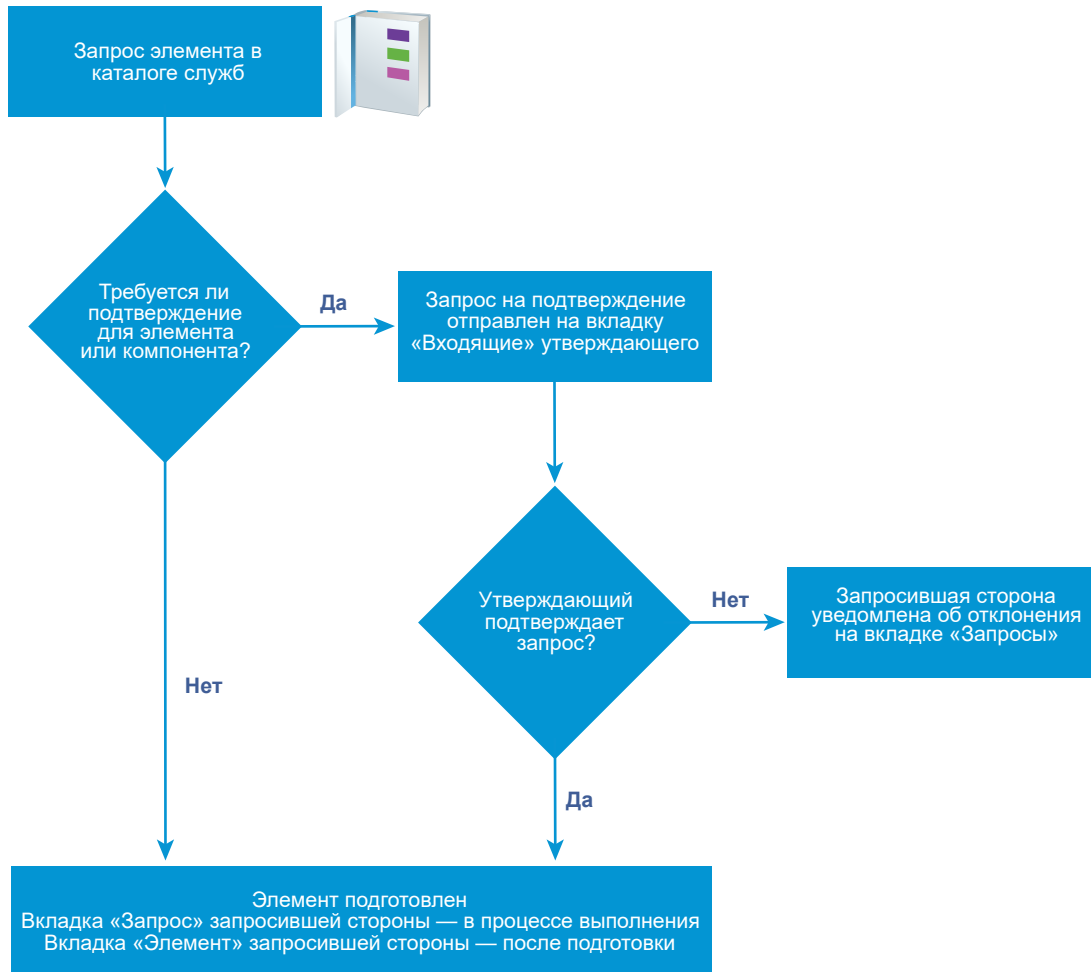 Запрос элемента в
каталоге служб
Требуется ли
подтверждение
для элемента
или компонента?
Да
Запрос на подтверждение
отправлен на вкладку
«Входящие» утверждающего
Утверждающий
подтверждает
запрос?
Нет
Запросившая сторона
уведомлена об отклонения
на вкладке «Запросы»
Нет
Да
Элемент подготовлен
Вкладка «Запрос» запросившей стороны — в процессе выполнения
Вкладка «Элемент» запросившей стороны — после подготовки